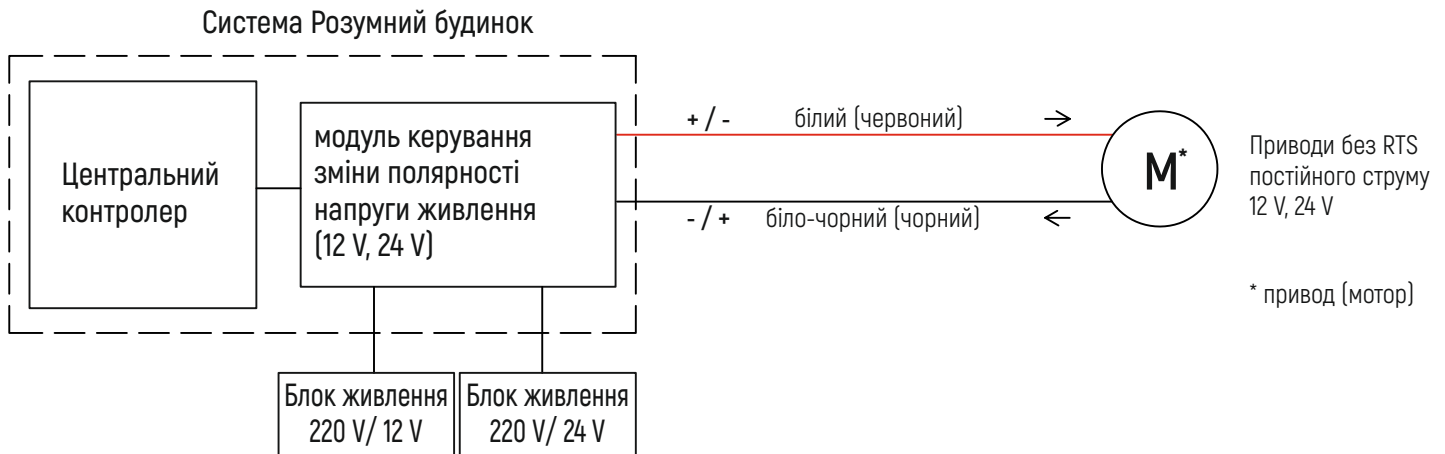 Система Розумний будинок
Центральний
контролер
модуль керування
зміни полярності
напруги живлення
(12 V, 24 V)
+ / - білий (червоний) →
- / + біло-чорний (чорний) ←
M*
Приводи без RTS
постійного струму
12 V, 24 V
* привод (мотор)
Блок живлення
220 V/ 12 V
Блок живлення
220 V/ 24 V